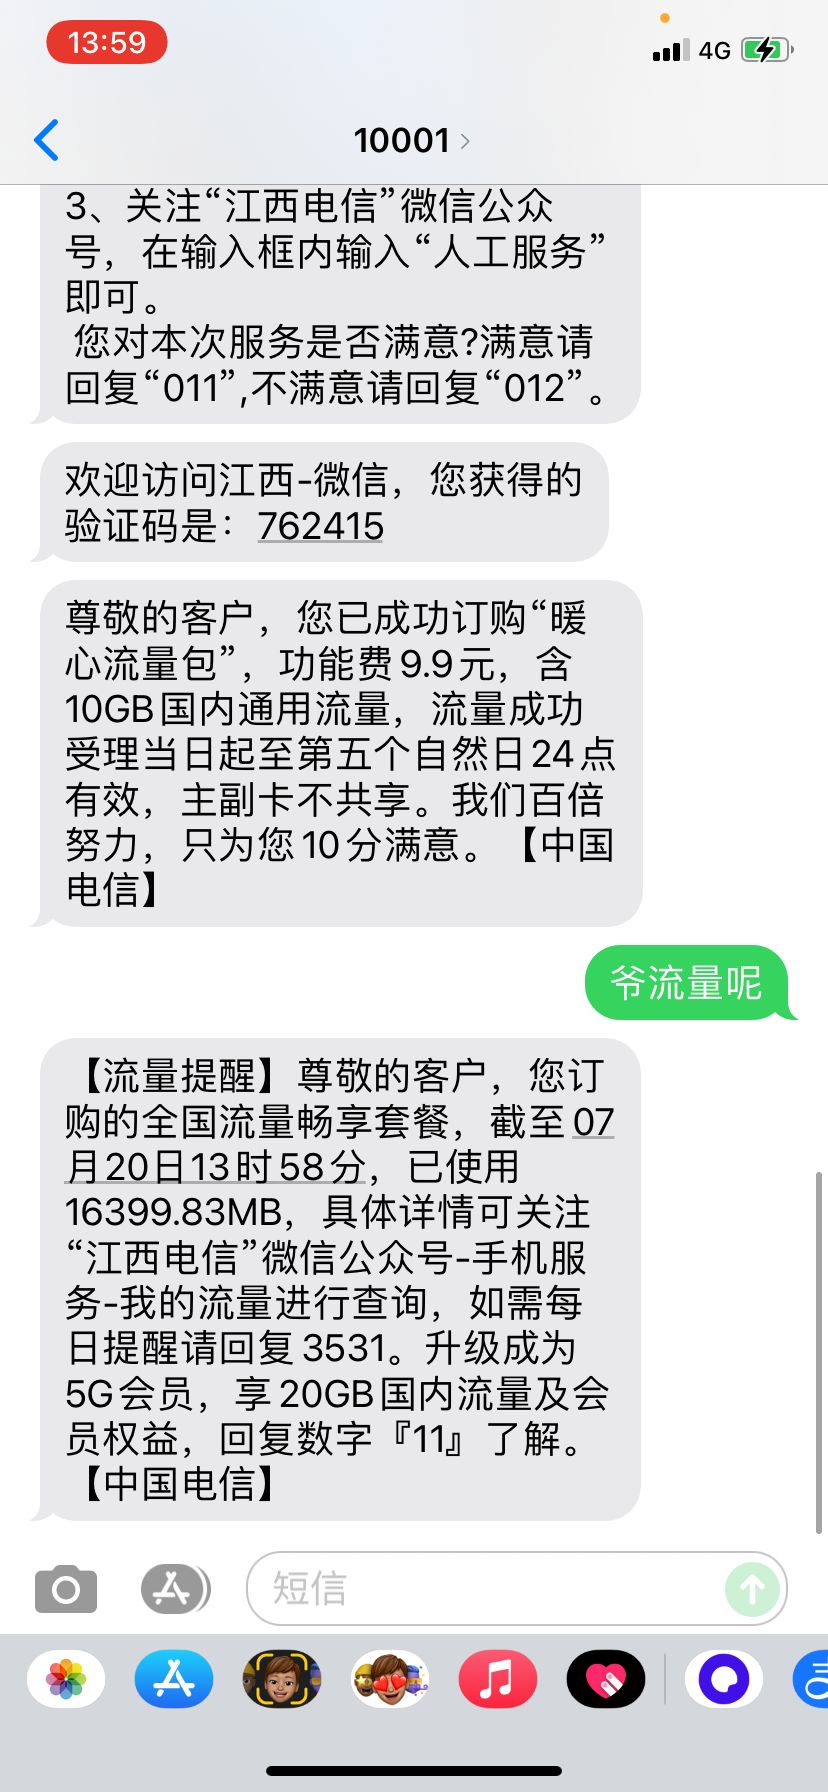 13:59
4G
10001
3、关注“江西电信”微信公众
号，在输入框内输入“人工服务”
即可。
您对本次服务是否满意?满意请
回复“011”,不满意请回复“012”。
欢迎访问江西-微信，您获得的
验证码是：762415
尊敬的客户，您已成功订购“暖
心流量包”，功能费9.9元，含
10GB国内通用流量，流量成功
受理当日起至第五个自然日24点
有效，主副卡不共享。我们百倍
努力，只为您10分满意。【中国
电信】
爷流量呢
【流量提醒】尊敬的客户，您订
购的全国流量畅享套餐，截至07
月20日13时58分，已使用
16399.83MB，具体详情可关注
“江西电信”微信公众号-手机服
务-我的流量进行查询，如需每
日提醒请回复3531。升级成为
5G会员，享20GB国内流量及会
员权益，回复数字『11』了解。
【中国电信】
短信